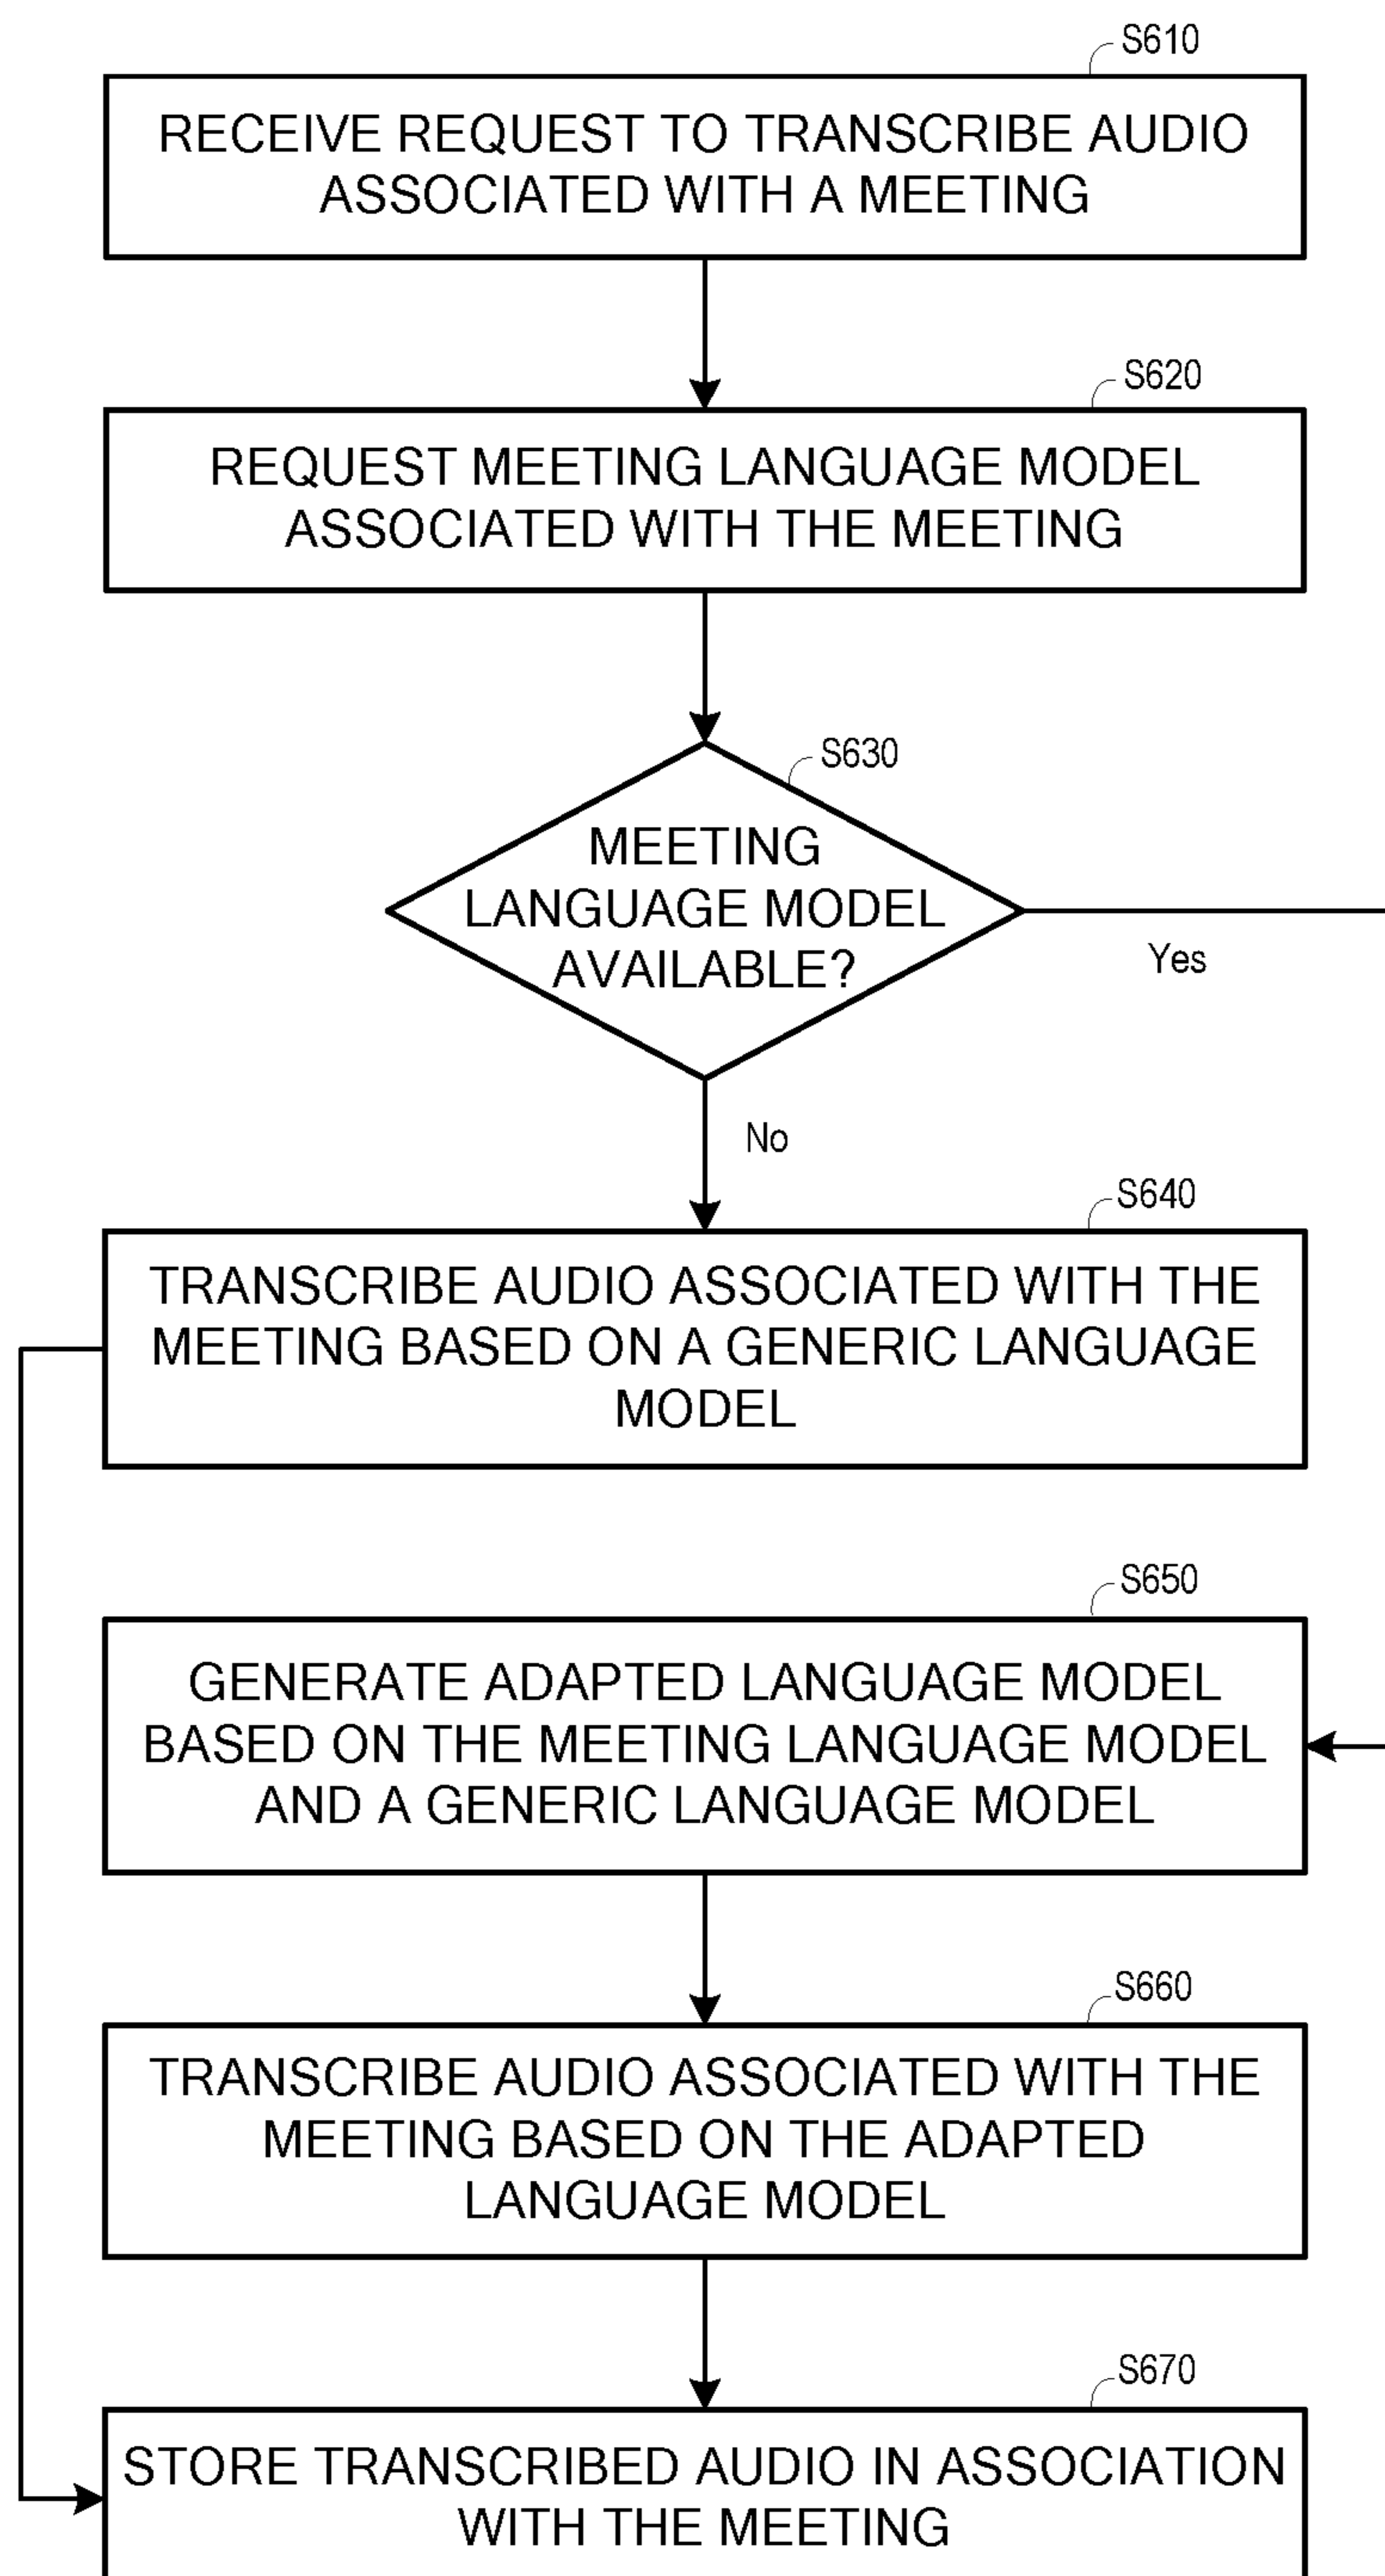 S610
RECEIVE REQUEST TO TRANSCRIBE AUDIO
ASSOCIATED WITH A MEETING
S620
REQUEST MEETING LANGUAGE MODEL
ASSOCIATED WITH THE MEETING
S630
MEETING
LANGUAGE MODEL
AVAILABLE?
Yes
No
S640
TRANSCRIBE AUDIO ASSOCIATED WITH THE
MEETING BASED ON A GENERIC LANGUAGE
MODEL
S650
GENERATE ADAPTED LANGUAGE MODEL
BASED ON THE MEETING LANGUAGE MODEL
AND A GENERIC LANGUAGE MODEL
S660
TRANSCRIBE AUDIO ASSOCIATED WITH THE
MEETING BASED ON THE ADAPTED
LANGUAGE MODEL
S670
STORE TRANSCRIBED AUDIO IN ASSOCIATION
WITH THE MEETING